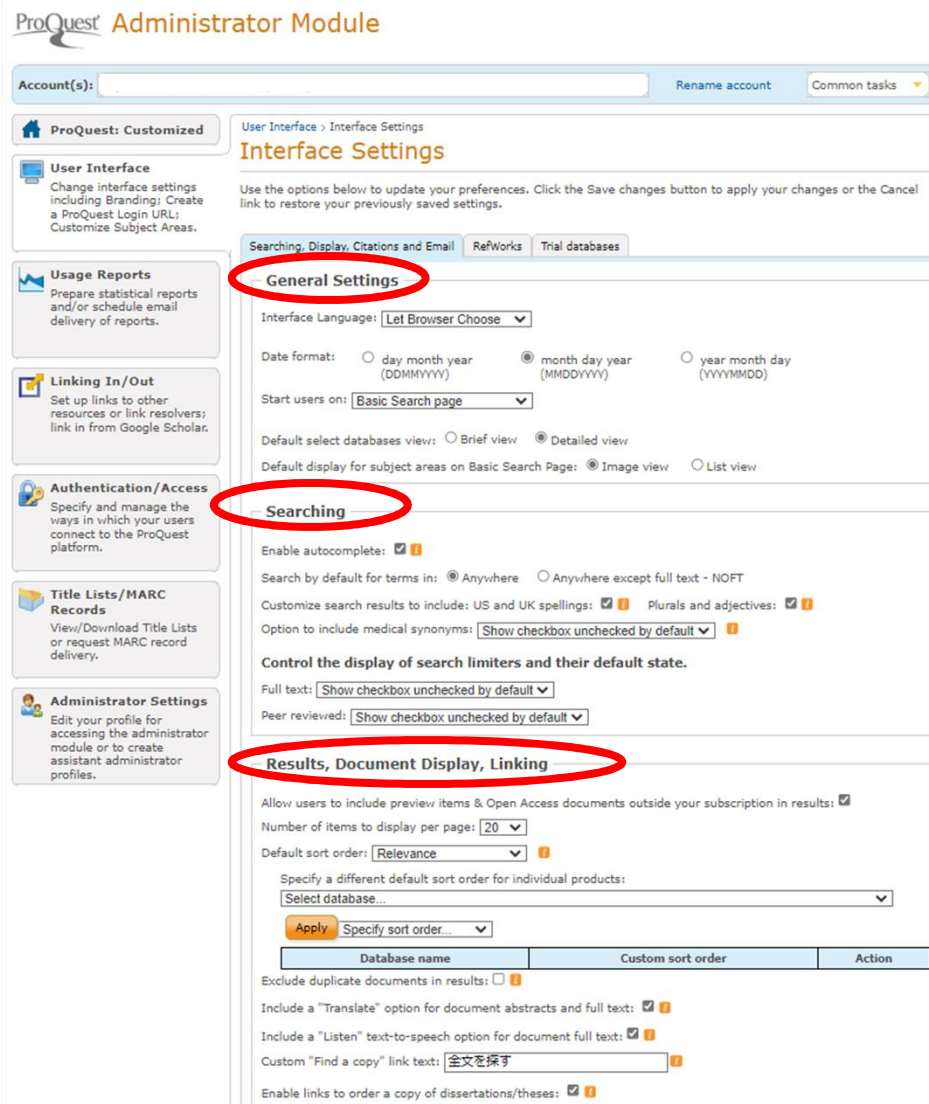 ProQuest Administrator Module
Account(s):
Rename account
Common tasks
ProQuest: Customized
User Interface
Change interface settings
including Branding; Create
a ProQuest Login URL;
Customize Subject Areas.
Usage Reports
Prepare statistical reports
and/or schedule email
delivery of reports.
Linking In/Out
Set up links to other
resources or link resolvers;
link in from Google Scholar.
Authentication/Access
Specify and manage the
ways in which your users
connect to the ProQuest
platform.
Title Lists/MARC
Records
View/Download Title Lists
or request MARC record
delivery.
Administrator Settings
Edit your profile for
accessing the administrator
module or to create
assistant administrator
profiles.
User Interface > Interface Settings
Interface Settings
Use the options below to update your preferences. Click the Save changes button to apply your changes or the Cancel
link to restore your previously saved settings.
Searching, Display, Citations and Email RefWorks Trial databases
General Settings
Interface Language: Let Browser Choose
Date format: day month year month day year year month day
(DDMMYYYY) (MMDDYYYY) (YYYYMMDD)
Start users on: Basic Search page
Default select databases view: Brief view Detailed view
Default display for subject areas on Basic Search Page: Image view List view
Searching
Enable autocomplete:
Search by default for terms in: Anywhere Anywhere except full text - NOFT
Customize search results to include: US and UK spellings: Plurals and adjectives:
Option to include medical synonyms: Show checkbox unchecked by default
Control the display of search limiters and their default state.
Full text: Show checkbox unchecked by default
Peer reviewed: Show checkbox unchecked by default
Results, Document Display, Linking
Allow users to include preview items & Open Access documents outside your subscription in results:
Number of items to display per page: 20
Default sort order: Relevance
Specify a different default sort order for individual products:
Select database...
Apply Specify sort order...
Database name Custom sort order Action
Exclude duplicate documents in results:
Include a "Translate" option for document abstracts and full text:
Include a "Listen" text-to-speech option for document full text:
Custom "Find a copy" link text: 全文を探す
Enable links to order a copy of dissertations/theses: